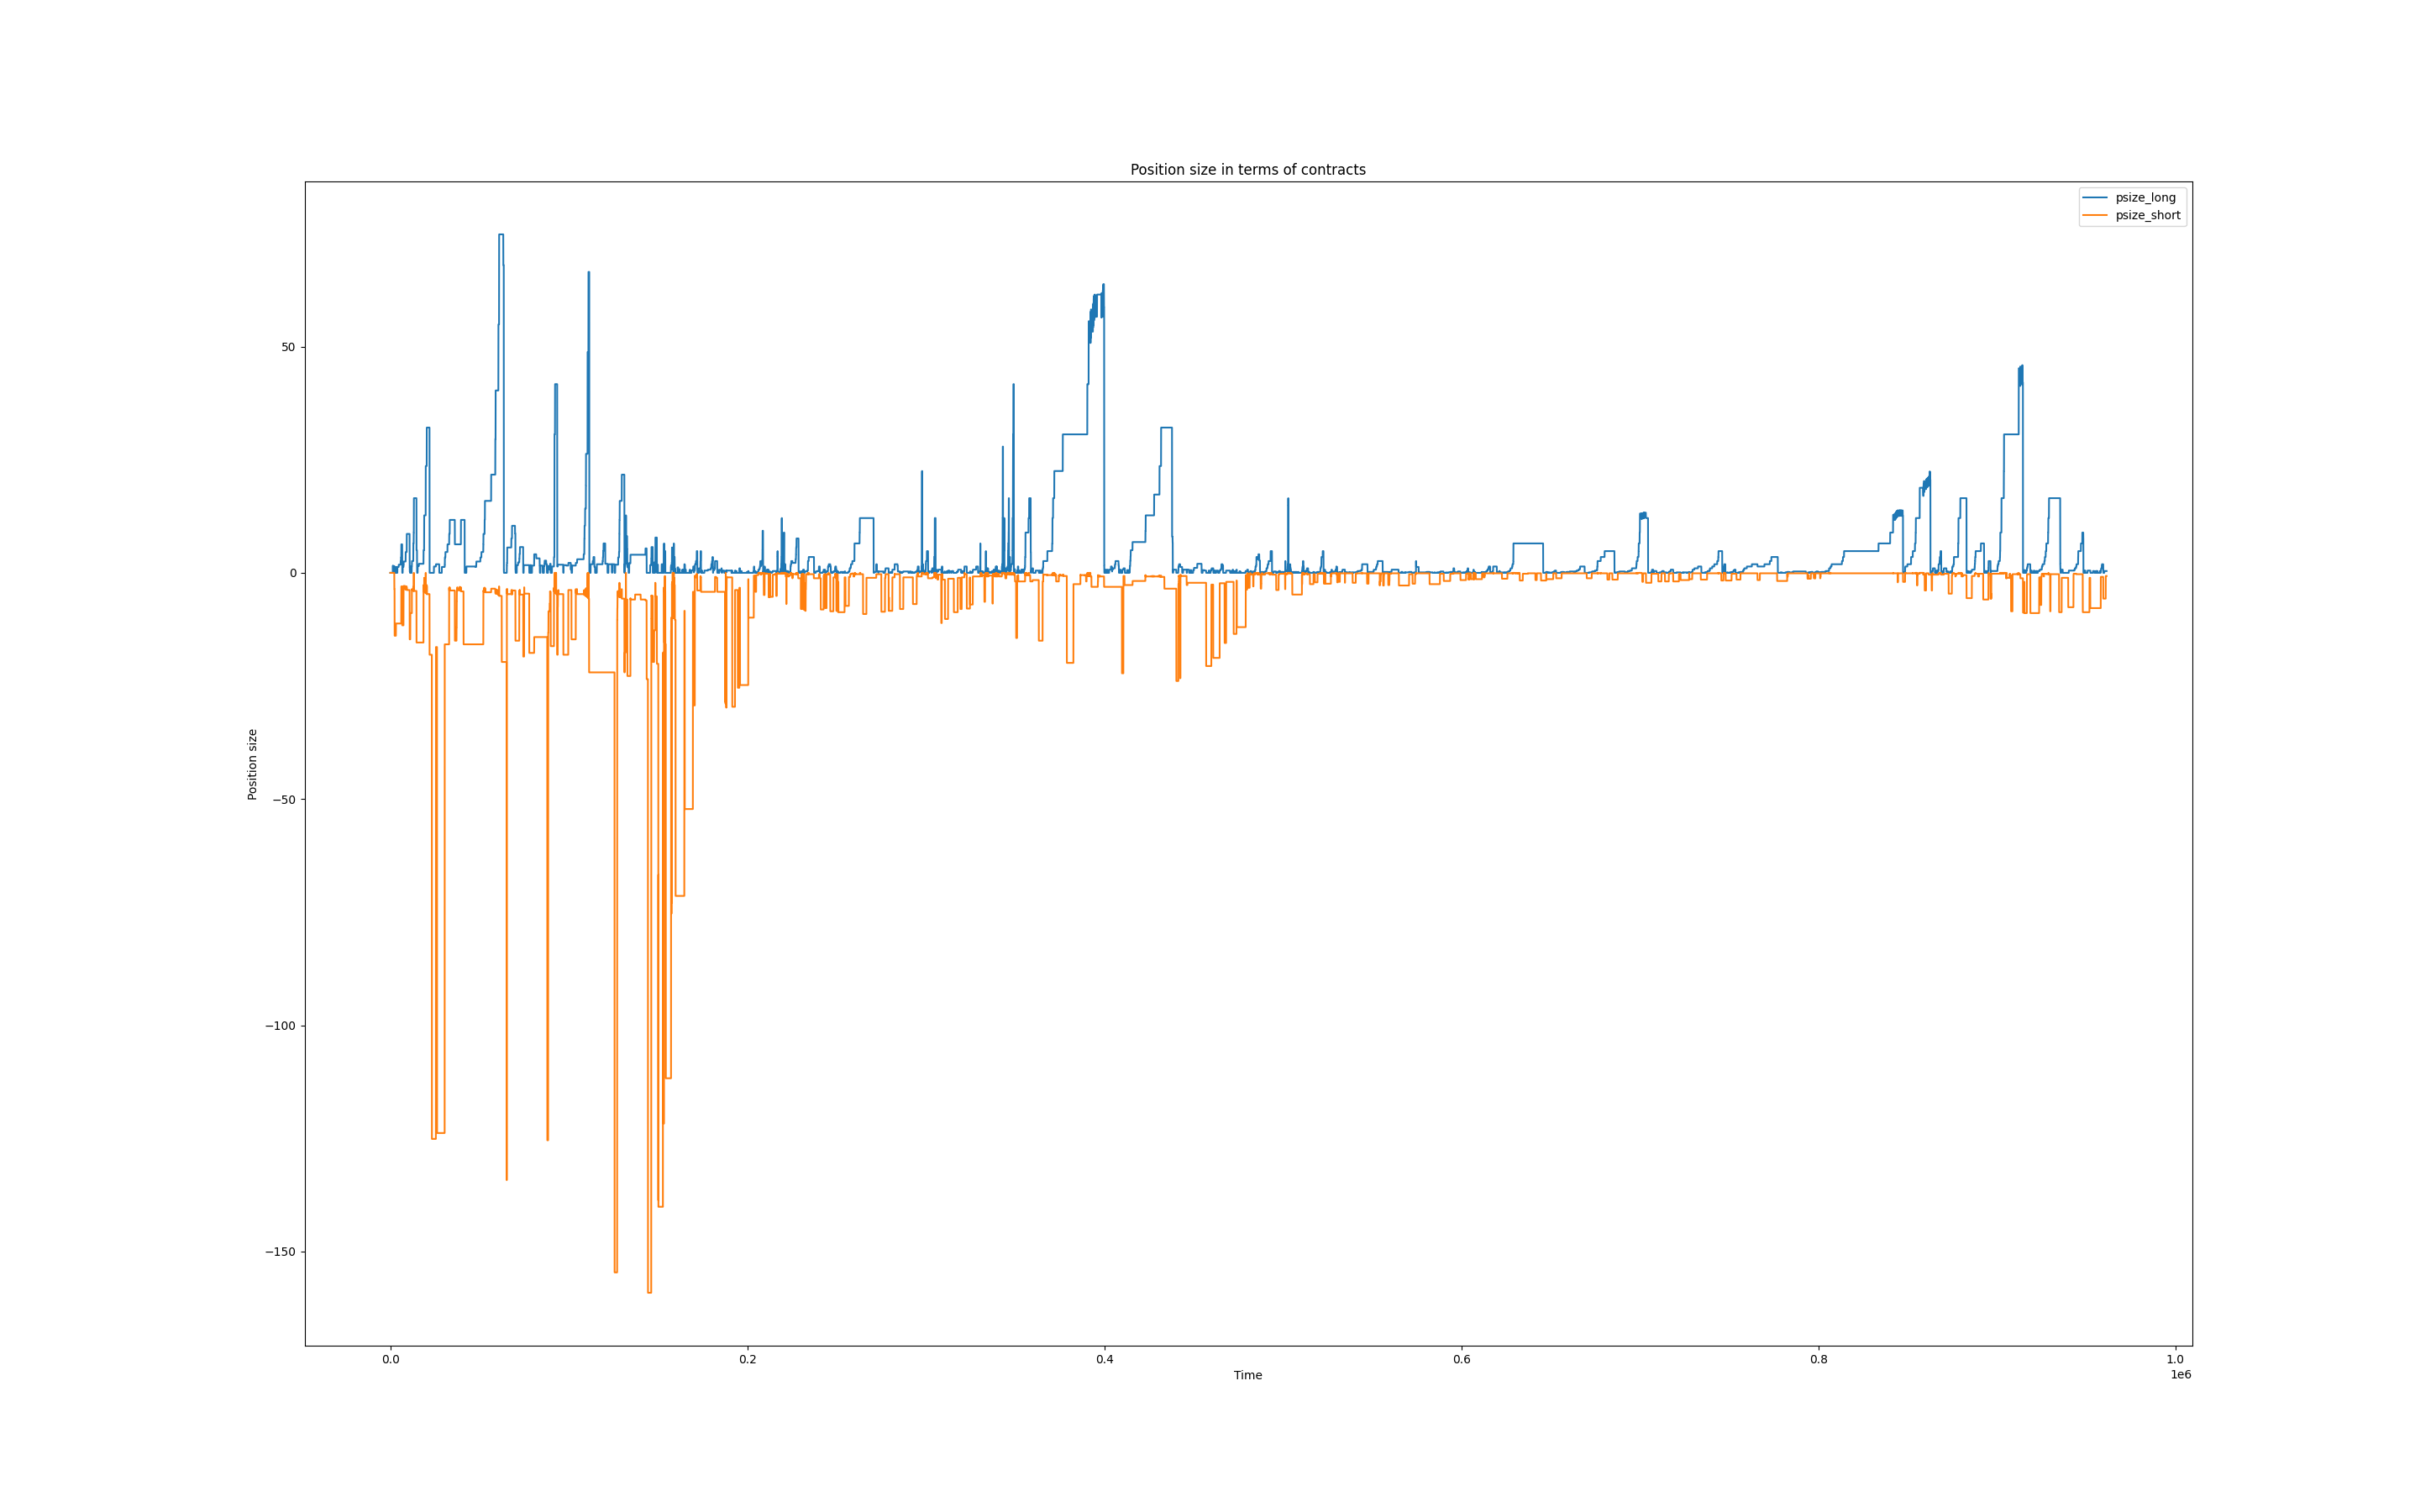 Position size in terms of contracts
psize_long
psize_short
50
0
−50
−100
−150
Position size
0.0 0.2 0.4 0.6 0.8 1.0
1e6
Time